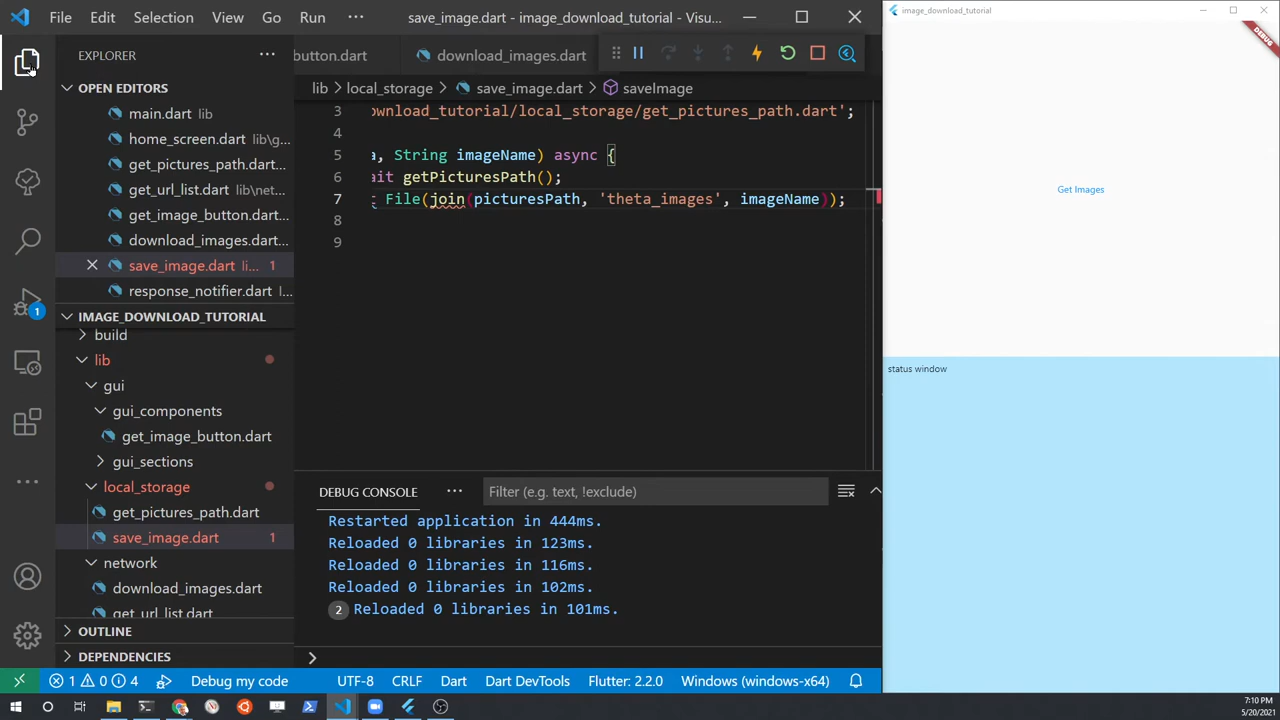 File Edit Selection View Go Run ··· save_image.dart - image_download_tutorial - Visu...
image_download_tutorial
DEBUG
EXPLORER ···
button.dart
download_images.dart
OPEN EDITORS
lib > local_storage > save_image.dart > saveImage
main.dart lib
home_screen.dart lib\g...
get_pictures_path.dart...
get_url_list.dart lib\net...
get_image_button.dart...
download_images.dart...
save_image.dart li... 1
response_notifier.dart lib...
3 ownload_tutorial/local_storage/get_pictures_path.dart';
4
5 a, String imageName) async {
6 ait getPicturesPath();
7 File(join(picturesPath, 'theta_images', imageName));
8
9
Get Images
IMAGE_DOWNLOAD_TUTORIAL
build
lib
gui
gui_components
get_image_button.dart
gui_sections
local_storage
get_pictures_path.dart
save_image.dart 1
network
download_images.dart
get_url_list.dart
OUTLINE
DEPENDENCIES
1
status window
DEBUG CONSOLE ··· Filter (e.g. text, !exclude)
Restarted application in 444ms.
Reloaded 0 libraries in 123ms.
Reloaded 0 libraries in 116ms.
Reloaded 0 libraries in 102ms.
2 Reloaded 0 libraries in 101ms.
>
1 0 4 Debug my code UTF-8 CRLF Dart Dart DevTools Flutter: 2.2.0 Windows (windows-x64)
7:10 PM
5/20/2021